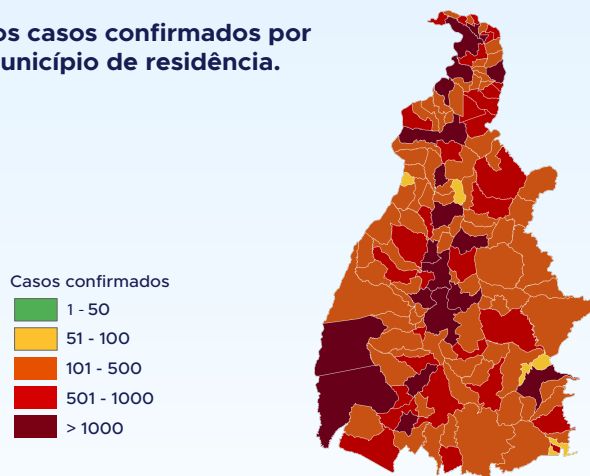 os casos confirmados por
unicípio de residência.
Casos confirmados
1 - 50
51 - 100
101 - 500
501 - 1000
> 1000